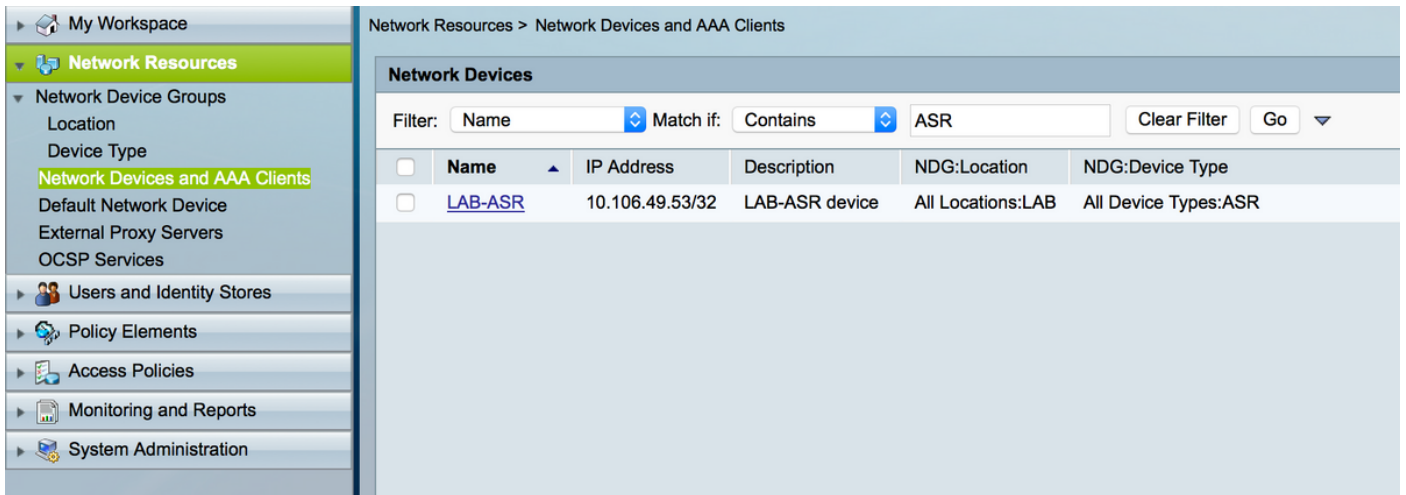 My Workspace
Network Resources
Network Device Groups
Location
Device Type
Network Devices and AAA Clients
Default Network Device
External Proxy Servers
OCSP Services
Users and Identity Stores
Policy Elements
Access Policies
Monitoring and Reports
System Administration
Network Resources > Network Devices and AAA Clients
Network Devices
Filter: Name Match if: Contains ASR Clear Filter Go
Name IP Address Description NDG:Location NDG:Device Type
LAB-ASR 10.106.49.53/32 LAB-ASR device All Locations:LAB All Device Types:ASR